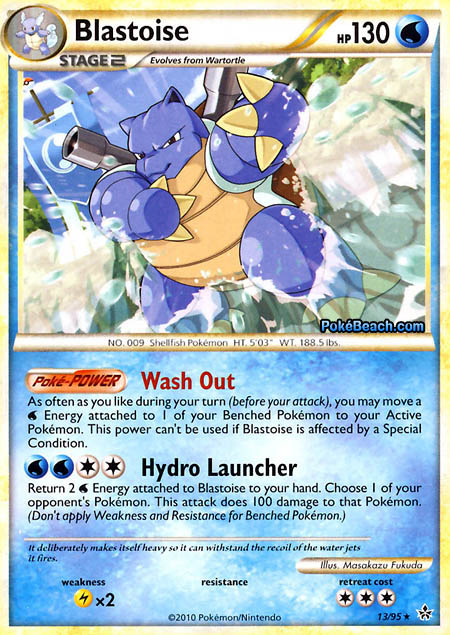 Blastoise HP 130
STAGE 2 Evolves from Wartortle
PokéBeach.com
NO. 009 Shellfish Pokémon HT. 5'03" WT. 188.5 lbs.
Poké-POWER Wash Out
As often as you like during your turn (before your attack), you may move a
Energy attached to 1 of your Benched Pokémon to your Active
Pokémon. This power can't be used if Blastoise is affected by a Special
Condition.
Hydro Launcher
Return 2 Energy attached to Blastoise to your hand. Choose 1 of your
opponent's Pokémon. This attack does 100 damage to that Pokémon.
(Don't apply Weakness and Resistance for Benched Pokémon.)
It deliberately makes itself heavy so it can withstand the recoil of the water jets
it fires.
Illus. Masakazu Fukuda
weakness resistance retreat cost
×2
©2010 Pokémon/Nintendo 13/95 ★